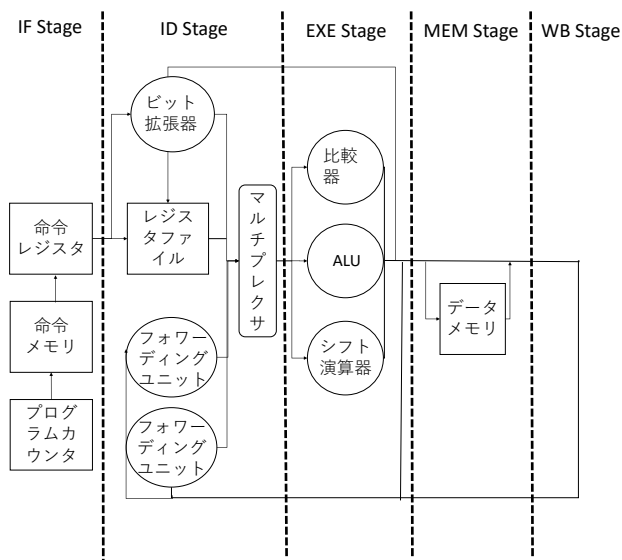 IF Stage
ID Stage
EXE Stage
MEM Stage
WB Stage
ビット
拡張器
命令
レジスタ
レジス
タファ
イル
マルチプレクサ
比較
器
ALU
シフト
演算器
データ
メモリ
命令
メモリ
プログ
ラムカ
ウンタ
フォワー
ディング
ユニット
フォワー
ディング
ユニット